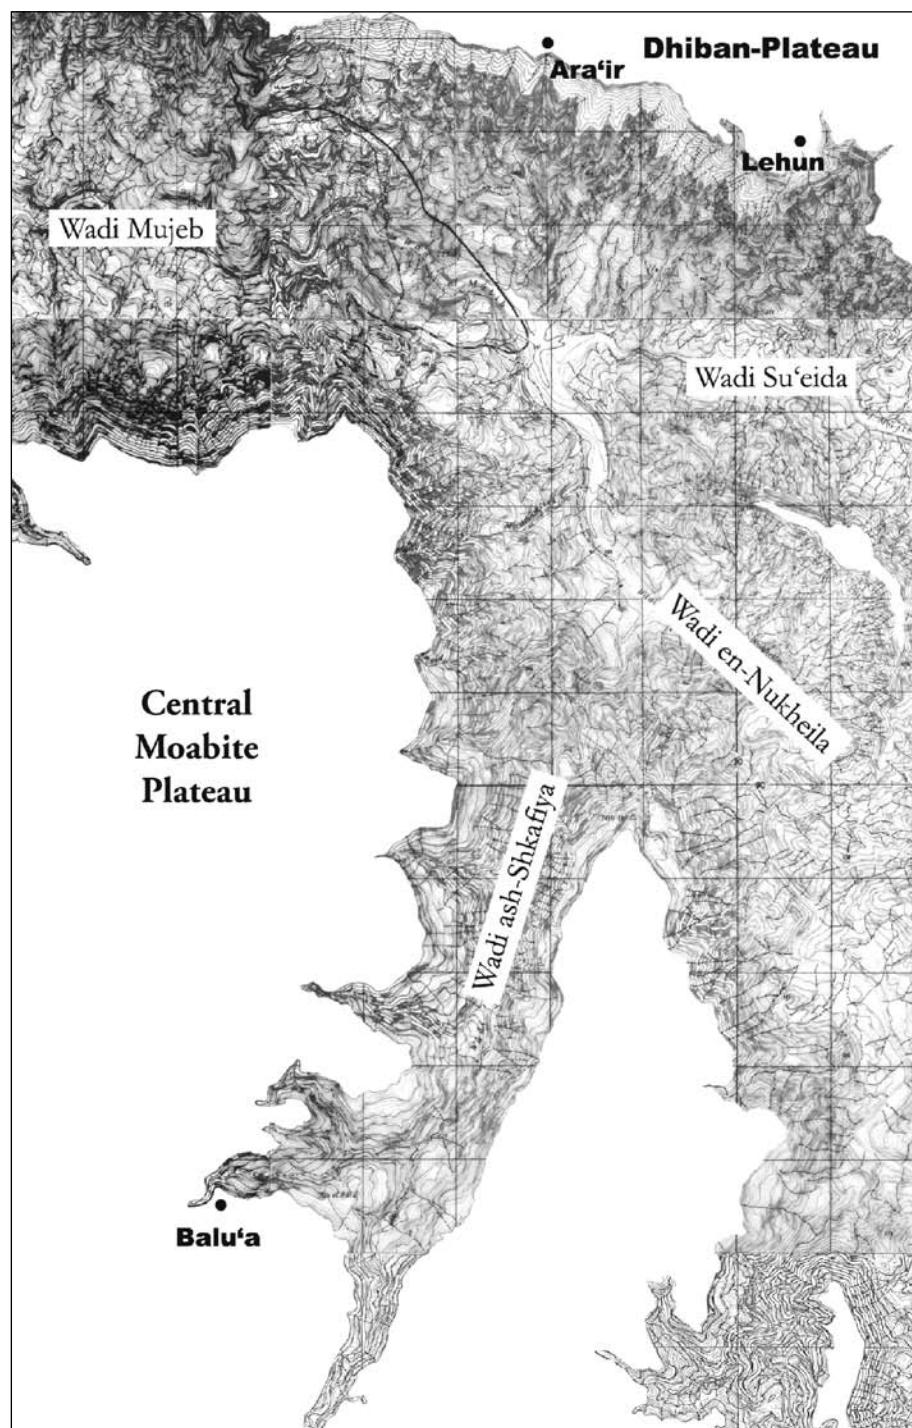 Dhiban-Plateau
Ara‘ir
Lehun
Wadi Mujeb
Wadi Su‘eida
Wadi en-Nukheila
Central
Moabite
Plateau
Wadi ash-Shkafiya
Balu‘a